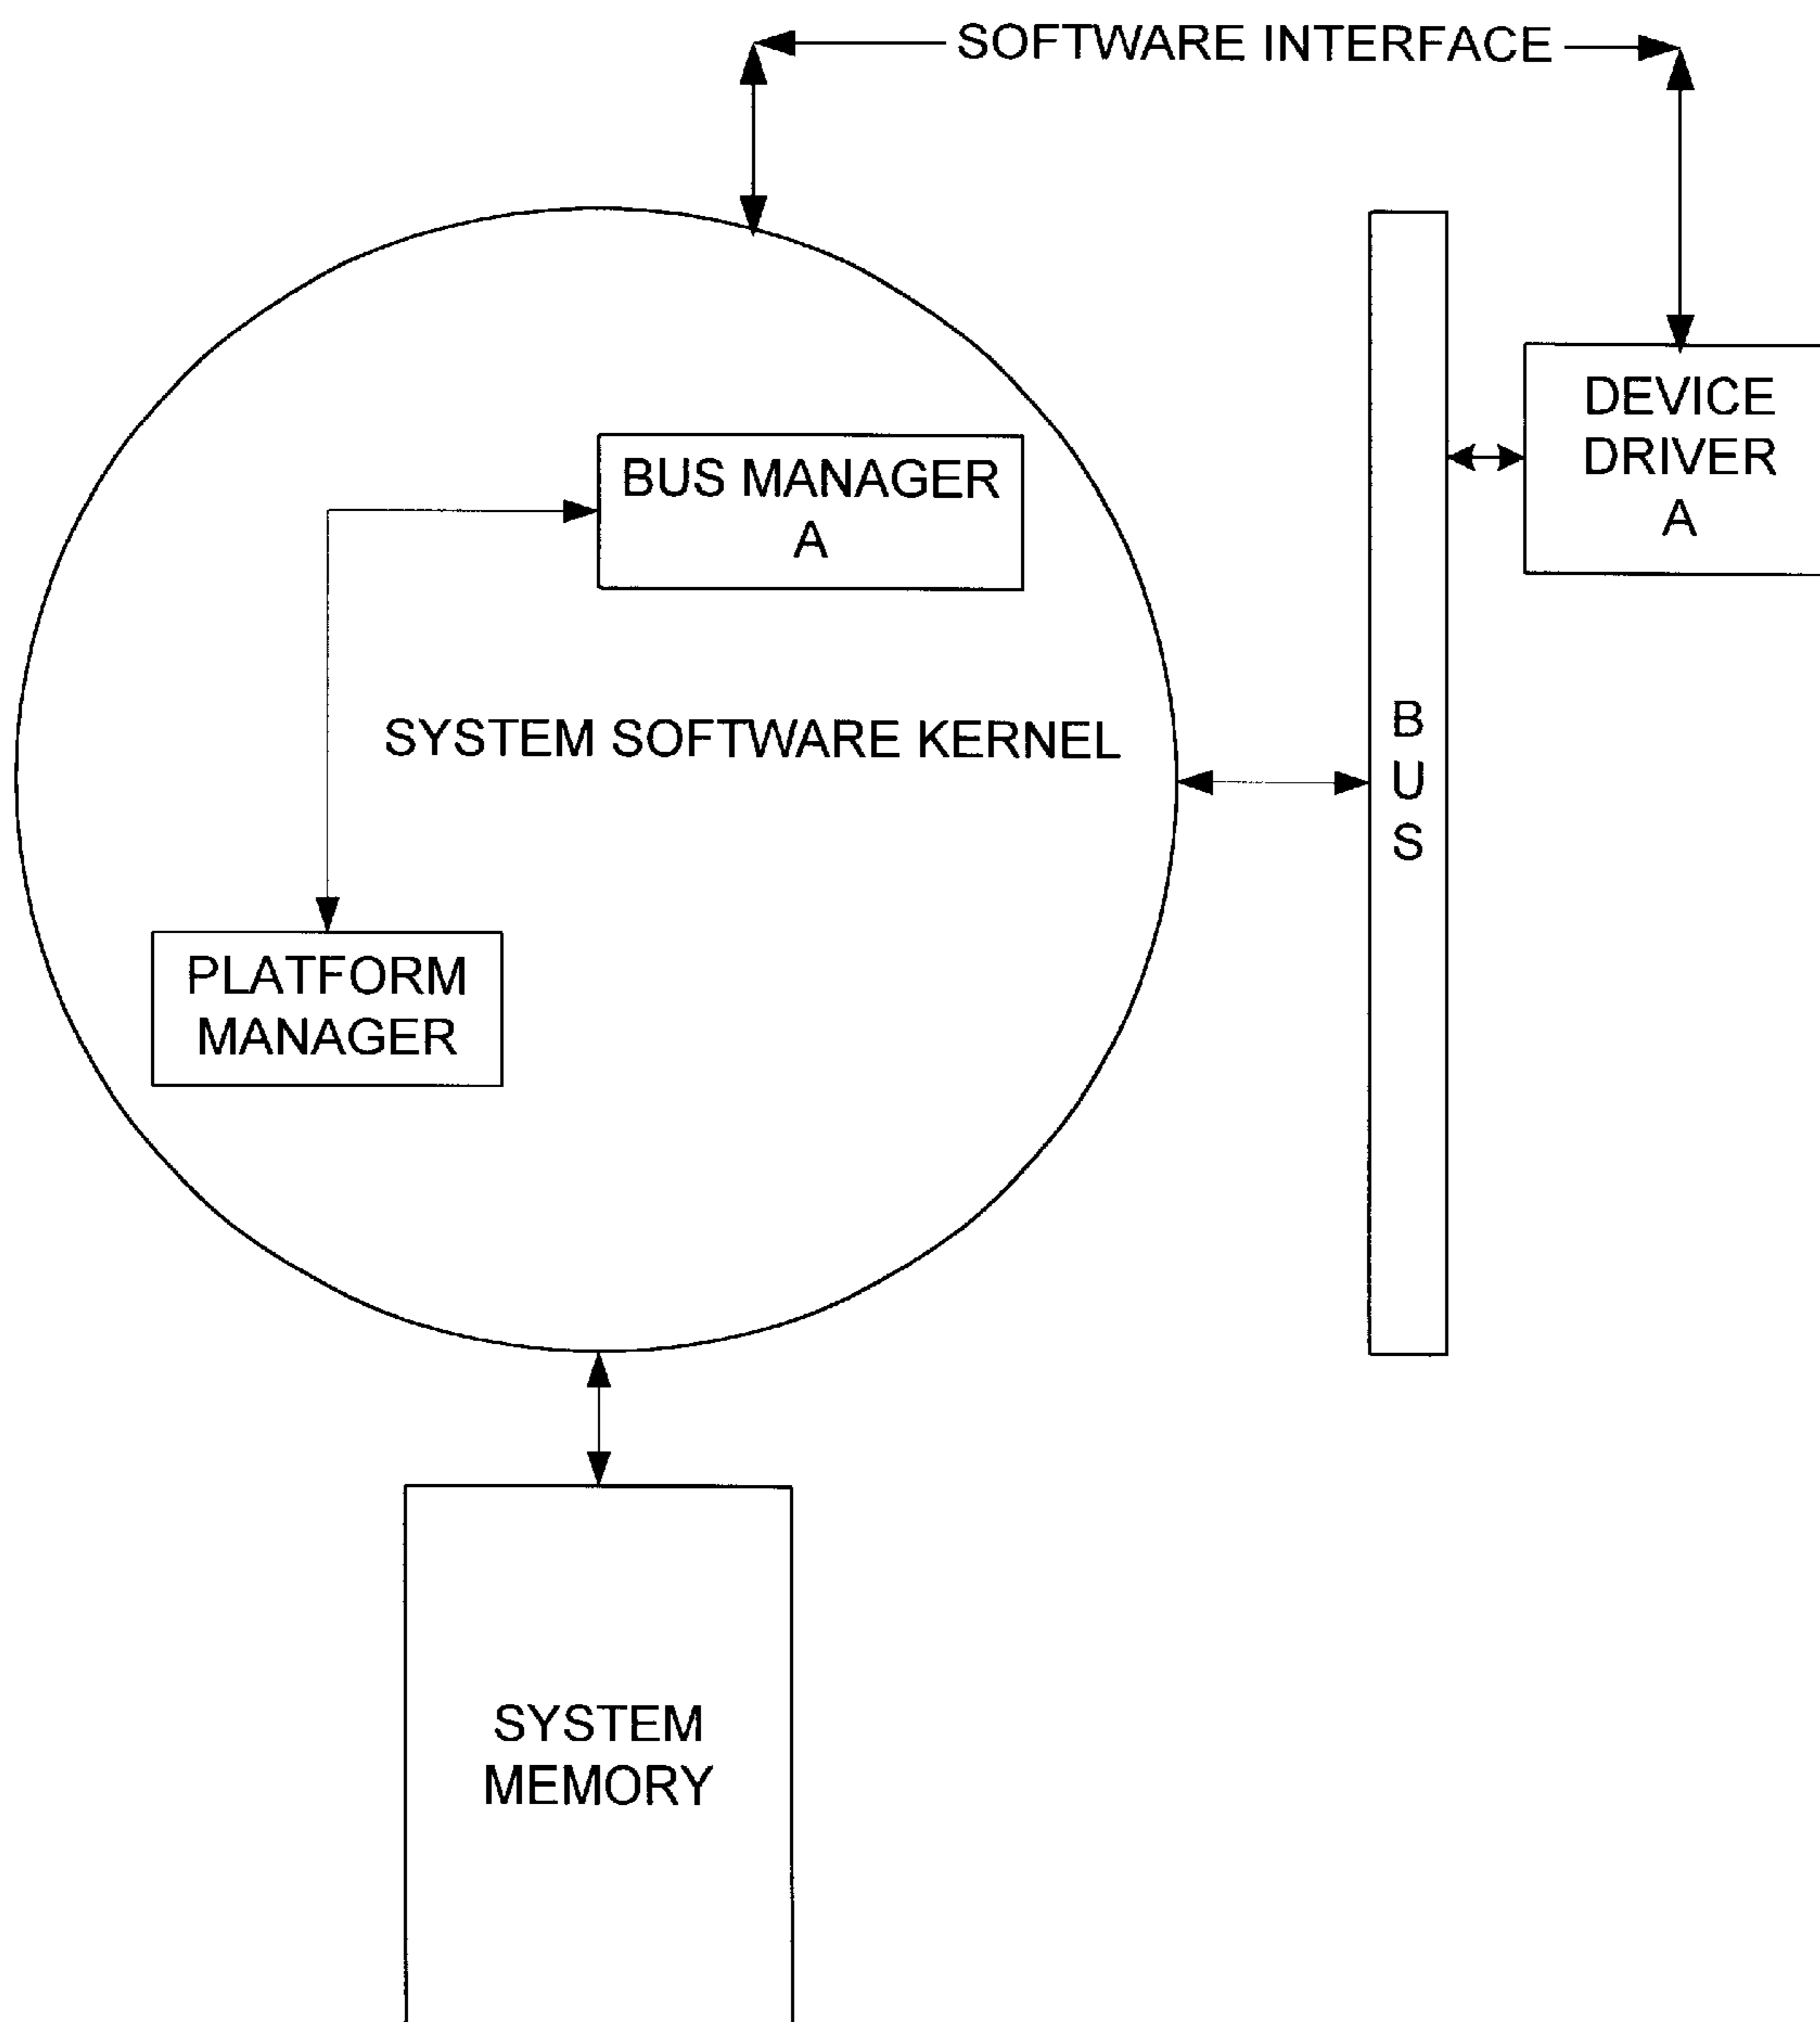 SOFTWARE INTERFACE
DEVICE
DRIVER
A
BUS MANAGER
A
SYSTEM SOFTWARE KERNEL
B
U
S
PLATFORM
MANAGER
SYSTEM
MEMORY